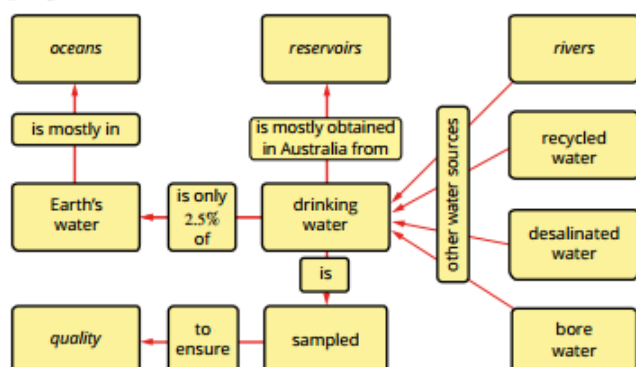 oceans
reservoirs
rivers
is mostly in
is mostly obtained
in Australia from
other water sources
recycled
water
Earth's
water
is only
2.5%
of
drinking
water
desalinated
water
is
quality
to
ensure
sampled
bore
water